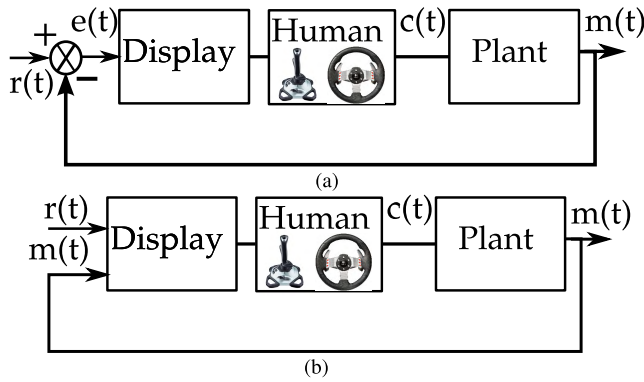 +
e(t)
Display
Human
c(t)
Plant
m(t)
r(t)
−
(a)
r(t)
m(t)
Display
Human
c(t)
Plant
m(t)
(b)